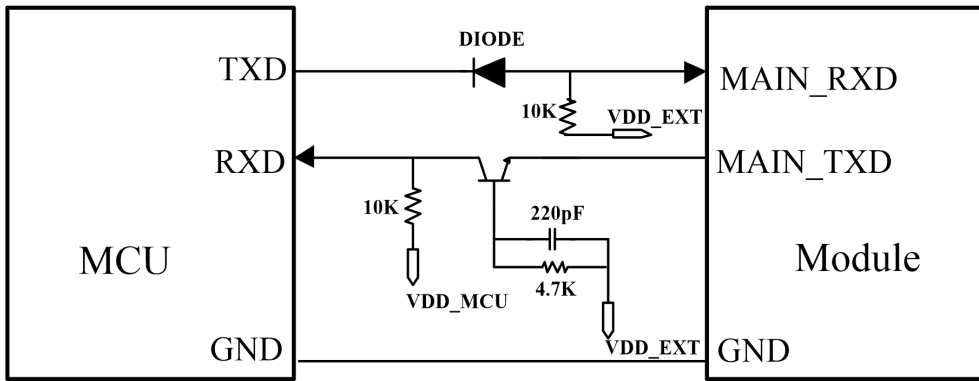 DIODE
TXD
MAIN_RXD
10K
VDD_EXT
RXD
MAIN_TXD
10K
220pF
MCU
Module
4.7K
VDD_MCU
GND
VDD_EXT
GND